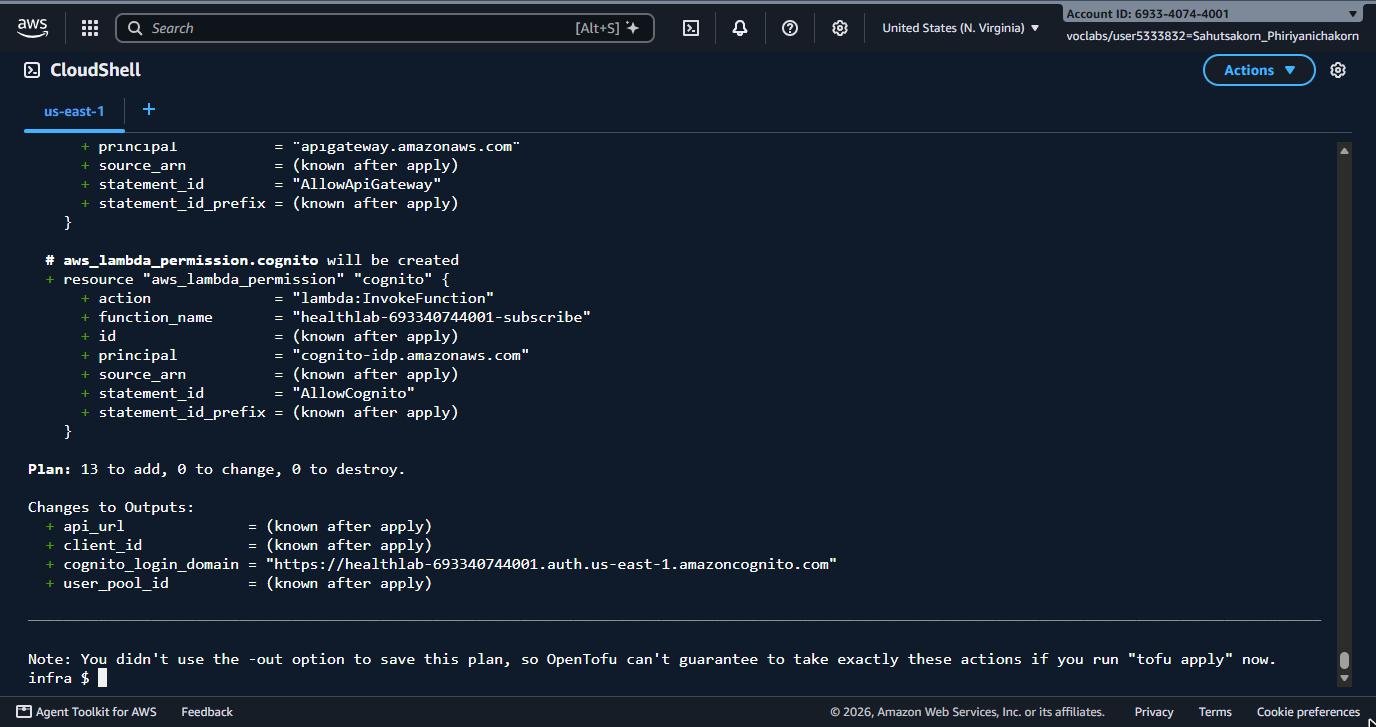 aws
Search [Alt+S]
United States (N. Virginia)
Account ID: 6933-4074-4001
voclabs/user5333832=Sahutsakorn_Phiriyanichakorn
CloudShell
Actions
us-east-1 +
+ principal = "apigateway.amazonaws.com"
+ source_arn = (known after apply)
+ statement_id = "AllowApiGateway"
+ statement_id_prefix = (known after apply)
}
# aws_lambda_permission.cognito will be created
+ resource "aws_lambda_permission" "cognito" {
+ action = "lambda:InvokeFunction"
+ function_name = "healthlab-693340744001-subscribe"
+ id = (known after apply)
+ principal = "cognito-idp.amazonaws.com"
+ source_arn = (known after apply)
+ statement_id = "AllowCognito"
+ statement_id_prefix = (known after apply)
}
Plan: 13 to add, 0 to change, 0 to destroy.
Changes to Outputs:
+ api_url = (known after apply)
+ client_id = (known after apply)
+ cognito_login_domain = "https://healthlab-693340744001.auth.us-east-1.amazoncognito.com"
+ user_pool_id = (known after apply)
Note: You didn't use the -out option to save this plan, so OpenTofu can't guarantee to take exactly these actions if you run "tofu apply" now.
infra $
Agent Toolkit for AWS Feedback © 2026, Amazon Web Services, Inc. or its affiliates. Privacy Terms Cookie preferences